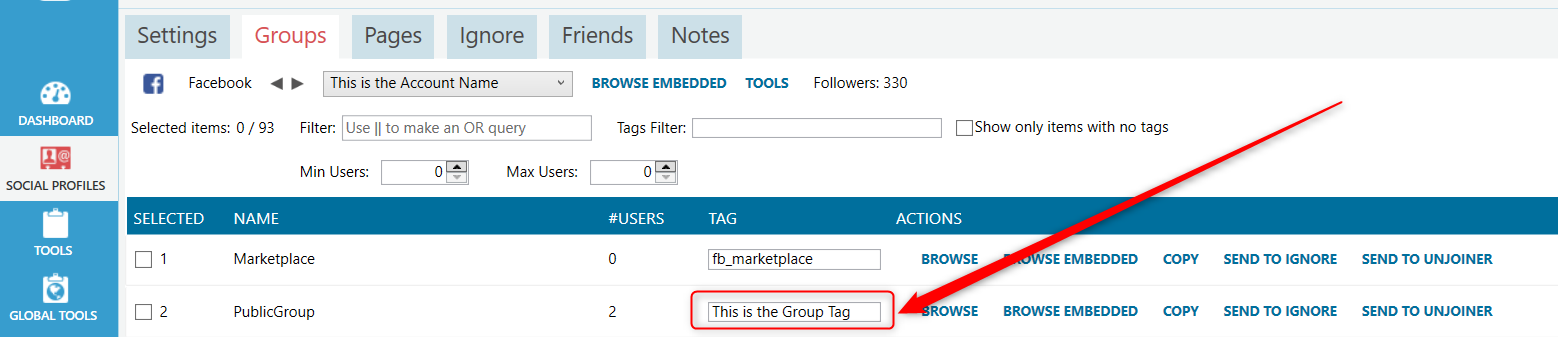 Settings Groups Pages Ignore Friends Notes
Facebook This is the Account Name BROWSE EMBEDDED TOOLS Followers: 330
DASHBOARD
Selected items: 0 / 93 Filter: Use || to make an OR query Tags Filter: Show only items with no tags
Min Users: 0 Max Users: 0
SOCIAL PROFILES
SELECTED NAME #USERS TAG ACTIONS
TOOLS
1 Marketplace 0 fb_marketplace BROWSE BROWSE EMBEDDED COPY SEND TO IGNORE SEND TO UNJOINER
GLOBAL TOOLS
2 PublicGroup 2 This is the Group Tag BROWSE BROWSE EMBEDDED COPY SEND TO IGNORE SEND TO UNJOINER